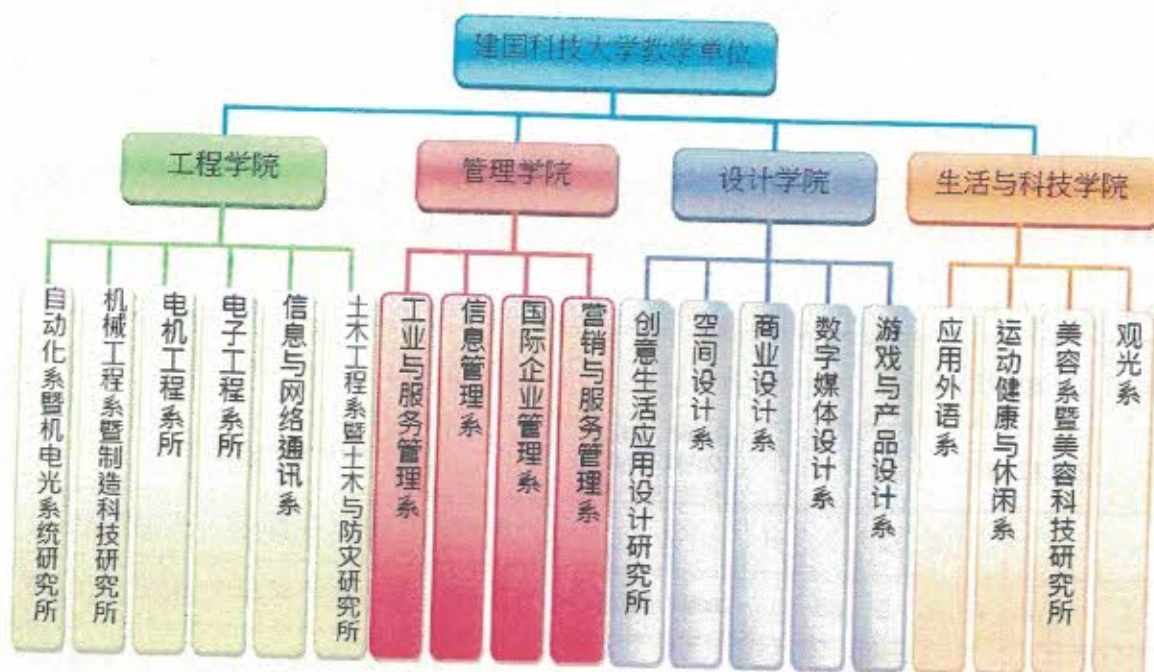 建国科技大学教学单位
工程学院
管理学院
设计学院
生活与科技学院
自动化系暨机电光系统研究所
机械工程系暨制造科技研究所
电机工程系所
电子工程系所
信息与网络通讯系
土木工程系暨土木与防灾研究所
工业与服务管理系
信息管理系
国际企业管理系
营销与服务管理系
创意生活应用设计研究所
空间设计系
商业设计系
数字媒体设计系
游戏与产品设计系
应用外语系
运动健康与休闲系
美容系暨美容科技研究所
观光系